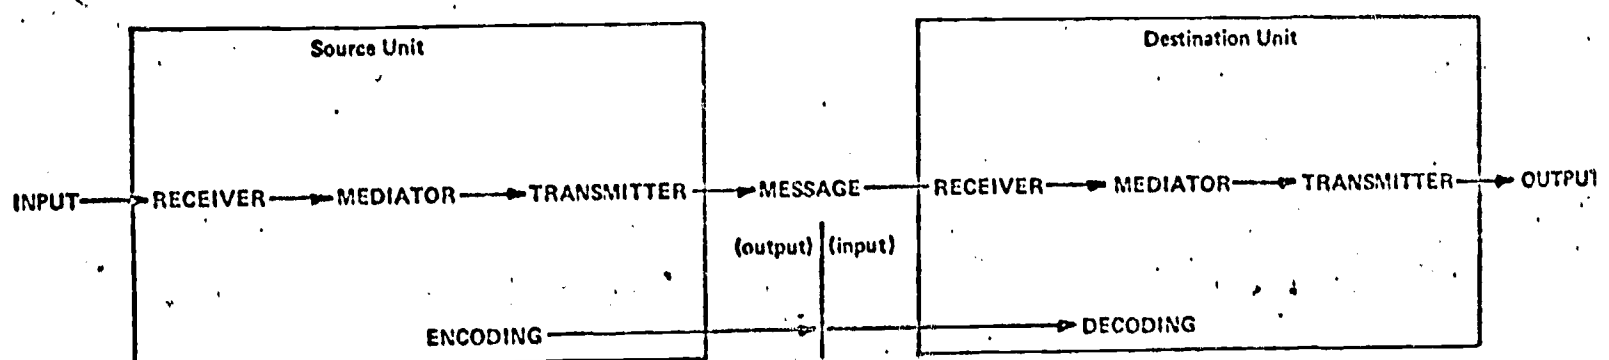 Source Unit
Destination Unit
INPUT RECEIVER MEDIATOR TRANSMITTER MESSAGE RECEIVER MEDIATOR TRANSMITTER OUTPUT
(output) (input)
ENCODING DECODING